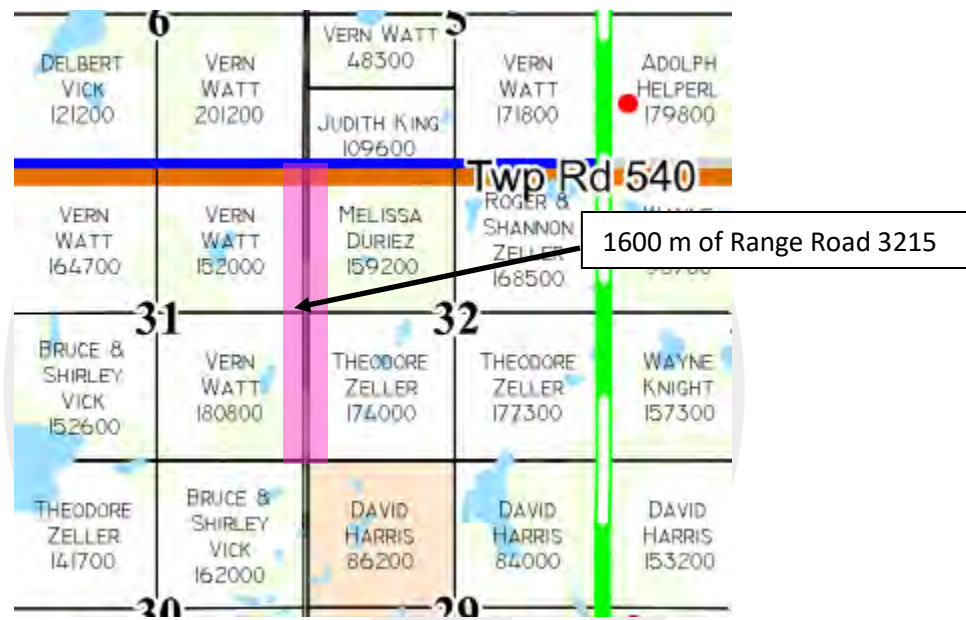 6
5
DELBERT
VICK
121200
VERN
WATT
201200
VERN WATT
48300
JUDITH KING
109600
VERN
WATT
171800
ADOLPH
HELPERL
179800
Twp Rd 540
VERN
WATT
164700
VERN
WATT
152000
MELISSA
DURIEZ
159200
ROGER &
SHANNON
ZELLER
168500
1600 m of Range Road 3215
31
32
BRUCE &
SHIRLEY
VICK
152600
VERN
WATT
180800
THEODORE
ZELLER
174000
THEODORE
ZELLER
177300
WAYNE
KNIGHT
157300
THEODORE
ZELLER
141700
BRUCE &
SHIRLEY
VICK
162000
DAVID
HARRIS
86200
DAVID
HARRIS
84000
DAVID
HARRIS
153200
30
29